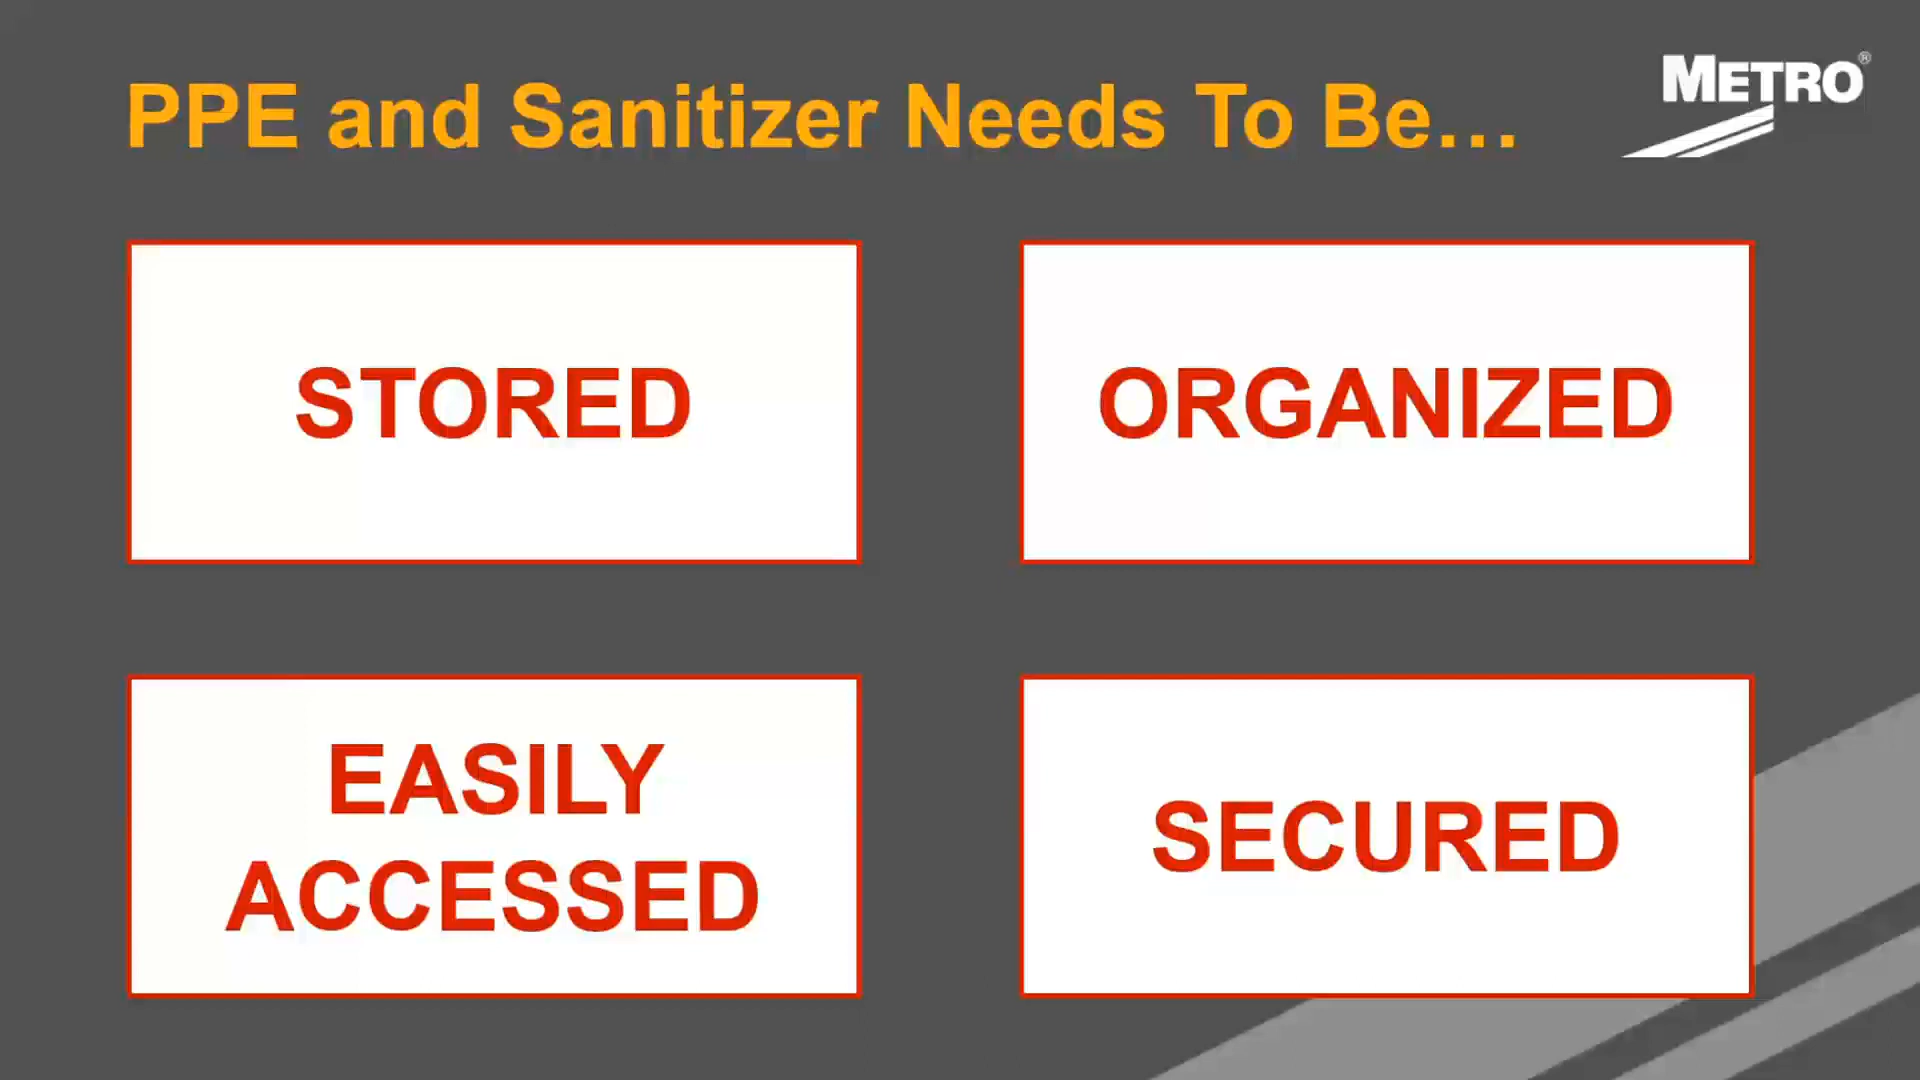 PPE and Sanitizer Needs To Be...
METRO®
STORED
ORGANIZED
EASILY
ACCESSED
SECURED